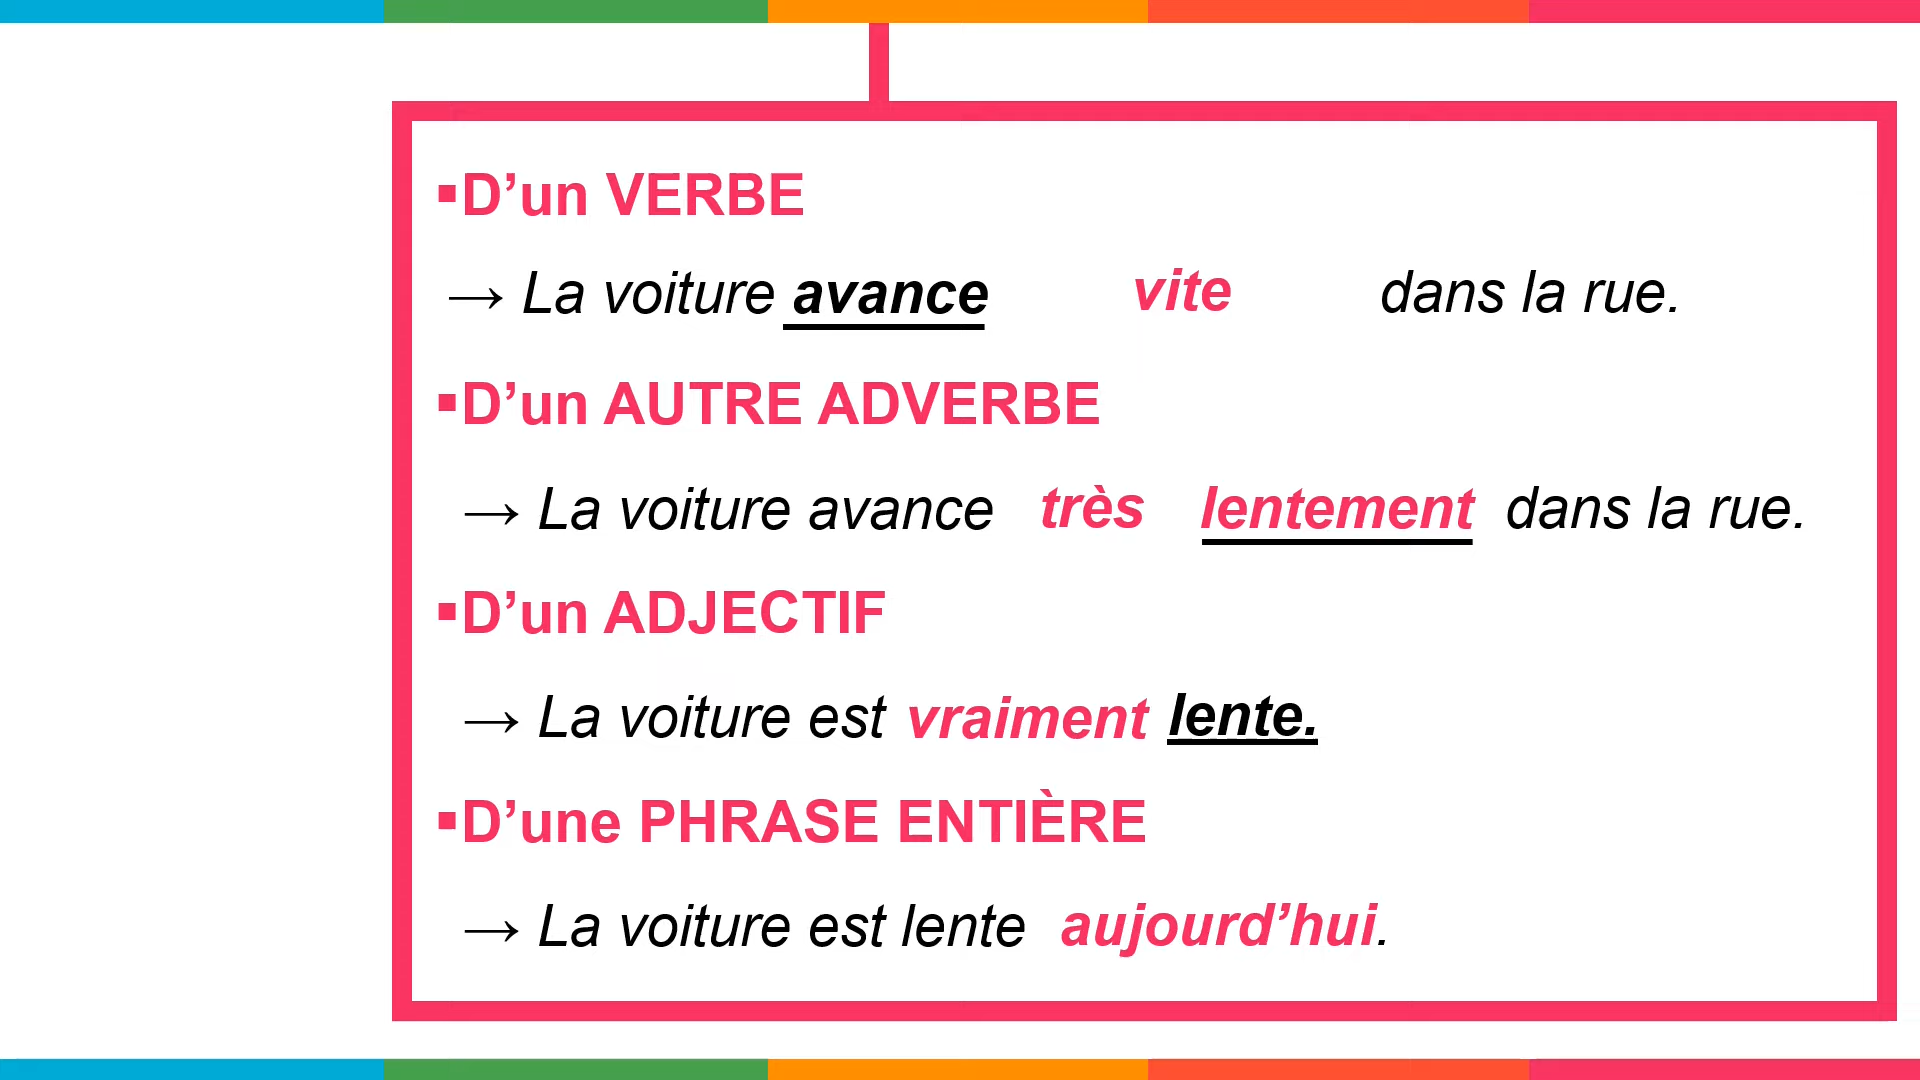 ▪D’un VERBE
→ La voiture avance vite dans la rue.
▪D’un AUTRE ADVERBE
→ La voiture avance très lentement dans la rue.
▪D’un ADJECTIF
→ La voiture est vraiment lente.
▪D’une PHRASE ENTIÈRE
→ La voiture est lente aujourd’hui.